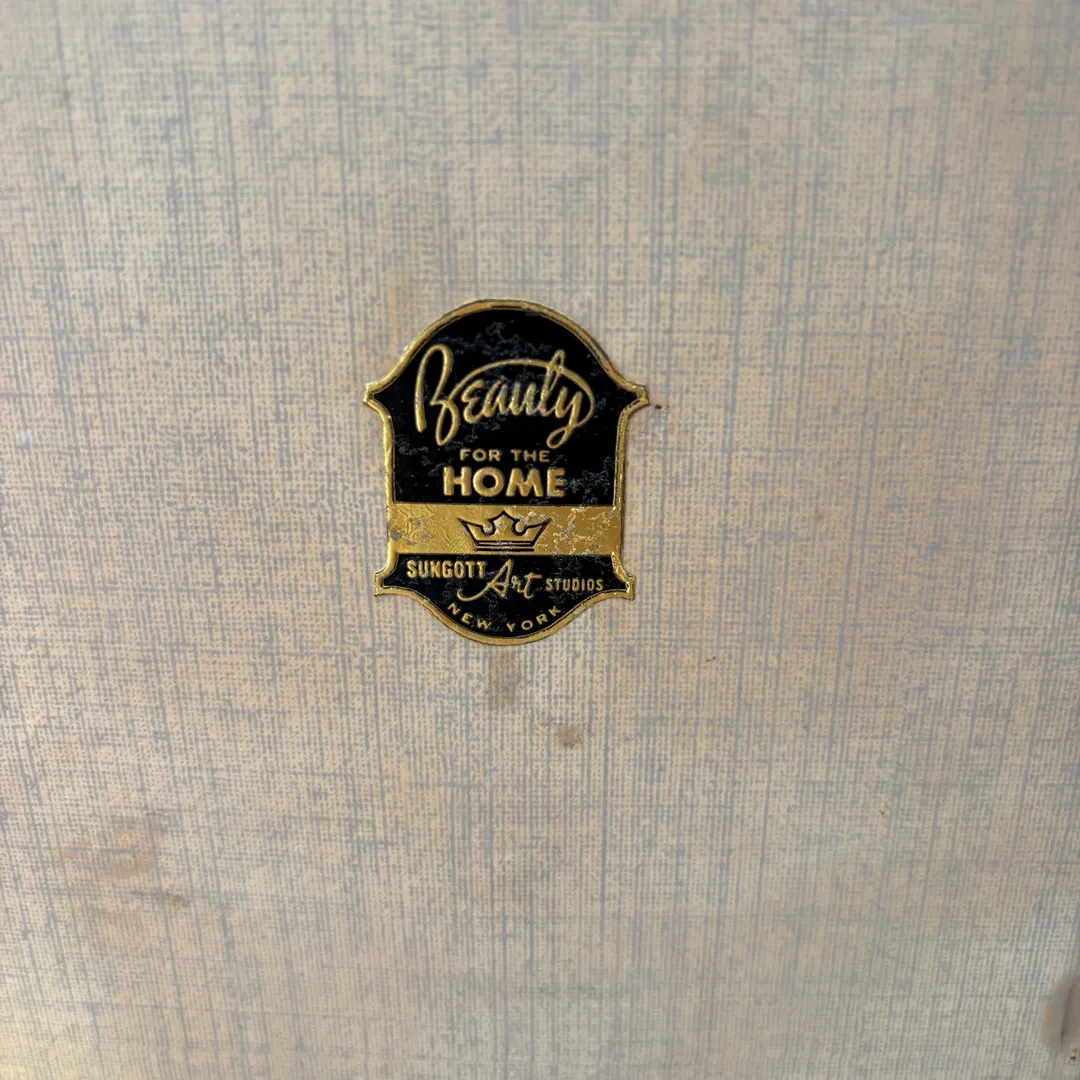 Beauty
FOR THE
HOME
SUNGOTT Art STUDIOS
NEW YORK